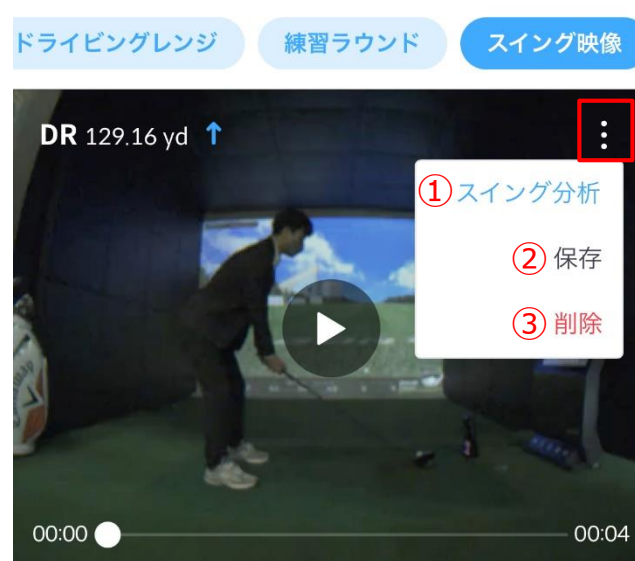 ドライビングレンジ 練習ラウンド スイング映像
DR 129.16 yd ↑
①スイング分析
②保存
③削除
00:00 00:04